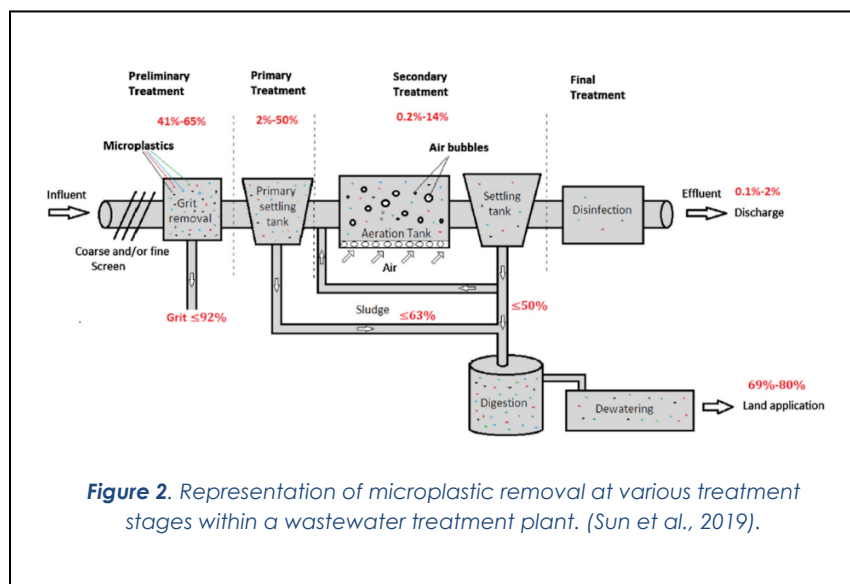 Preliminary
Treatment
Primary
Treatment
Secondary
Treatment
Final
Treatment
41%-65%
2%-50%
0.2%-14%
Microplastics
Air bubbles
Influent
Grit
removal
Primary
settling
tank
Aeration Tank
Settling
tank
Disinfection
Effluent
0.1%-2%
Discharge
Coarse and/or fine
Screen
Air
Grit ≤92%
Sludge
≤63%
≤50%
Digestion
Dewatering
69%-80%
Land application
Figure 2. Representation of microplastic removal at various treatment
stages within a wastewater treatment plant. (Sun et al., 2019).